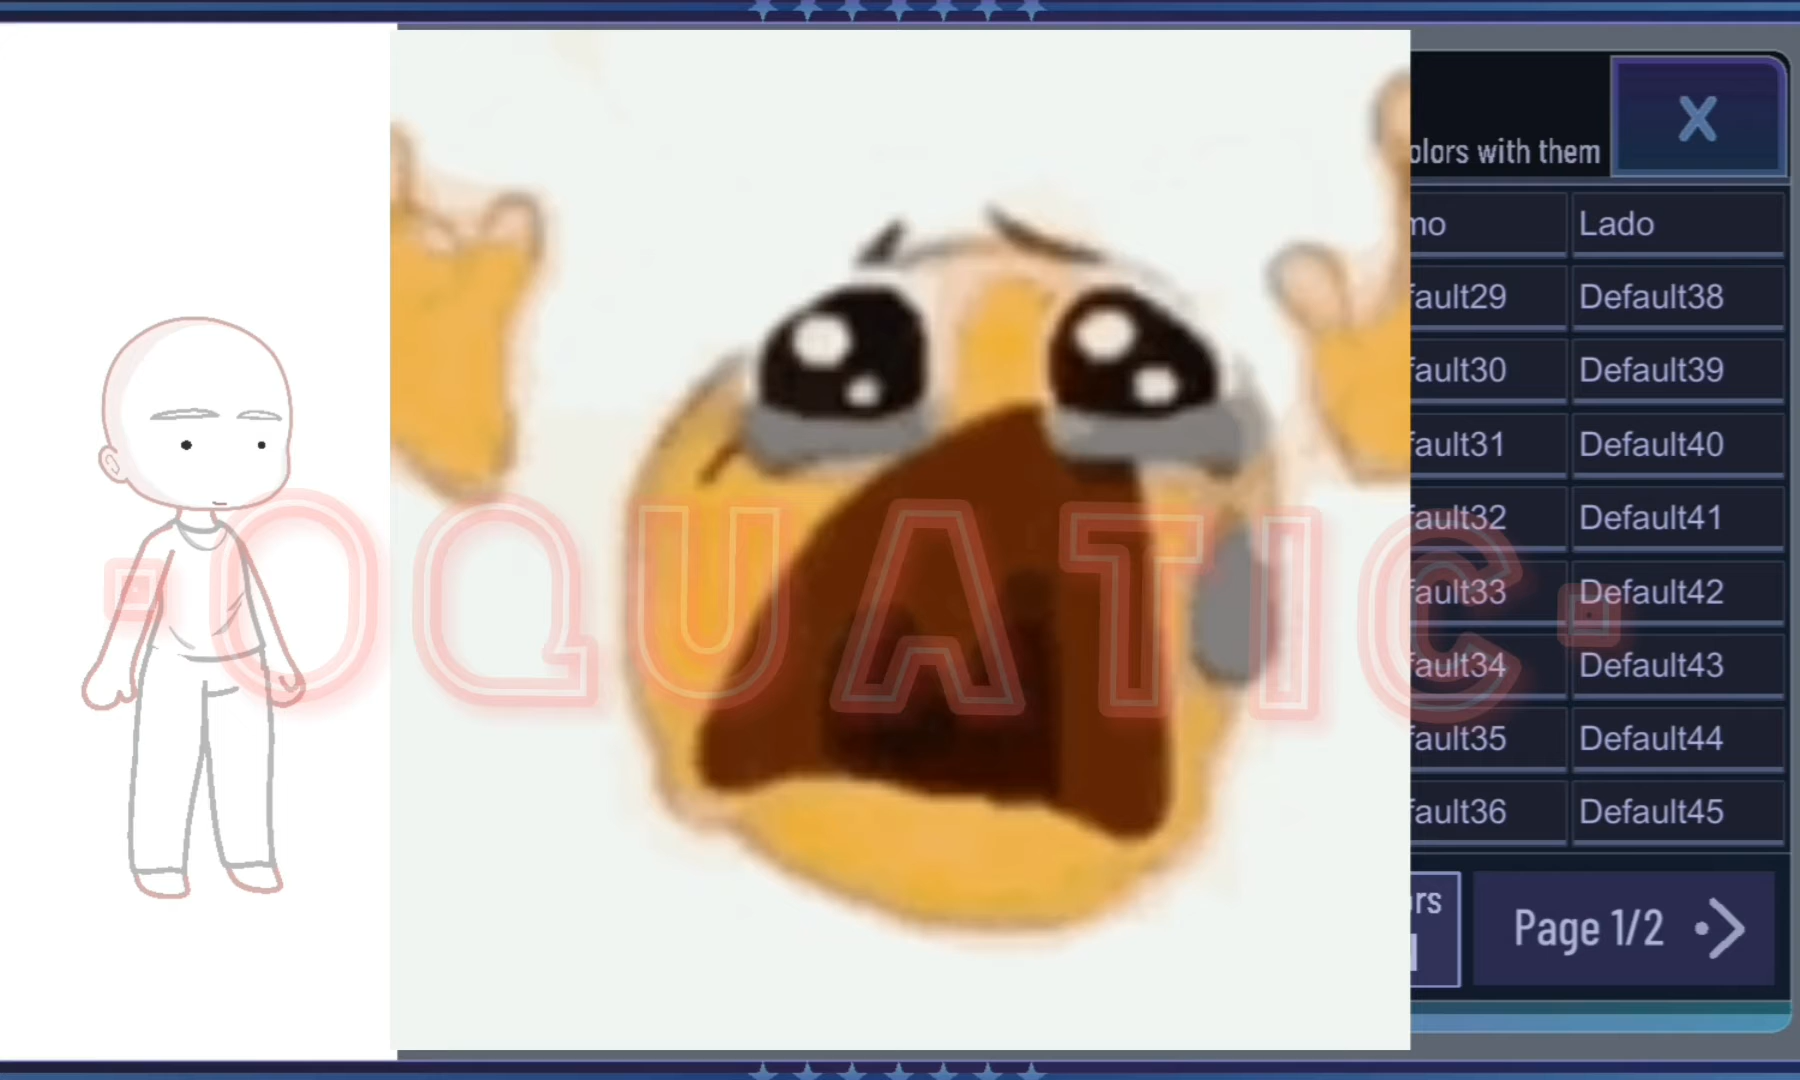 X
olors with them
mo Lado
fault29 Default38
fault30 Default39
fault31 Default40
fault32 Default41
fault33 Default42
fault34 Default43
fault35 Default44
fault36 Default45
rs
Page 1/2
OQUATIC